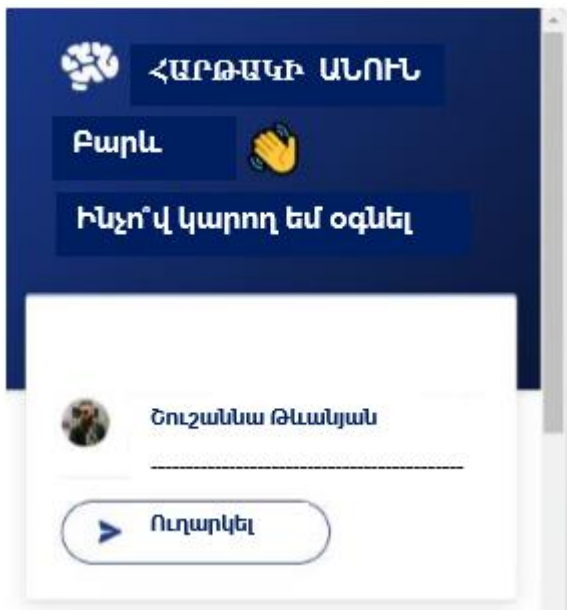 ՀԱՐԹԱԿԻ ԱՆՈՒՆ
Բարև
Ինչո՞վ կարող եմ օգնել
Շուշաննա Թևանյան
Ուղարկել